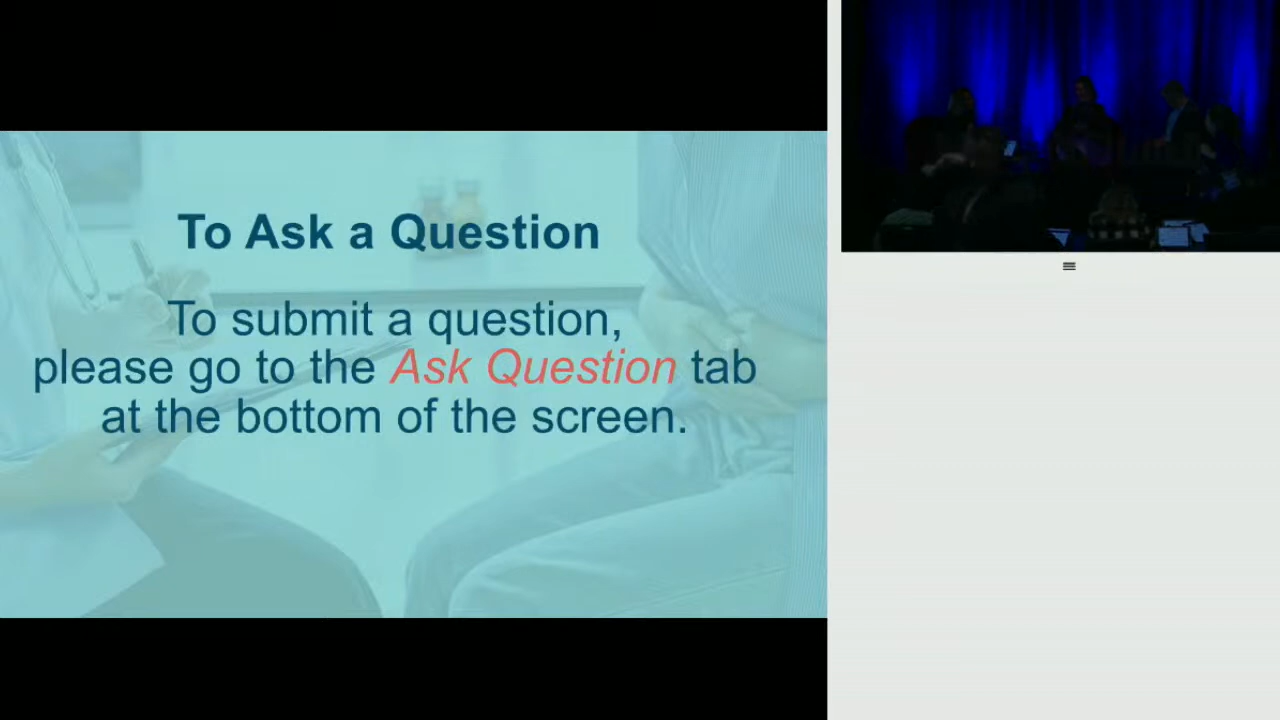 To Ask a Question
To submit a question,
please go to the Ask Question tab
at the bottom of the screen.